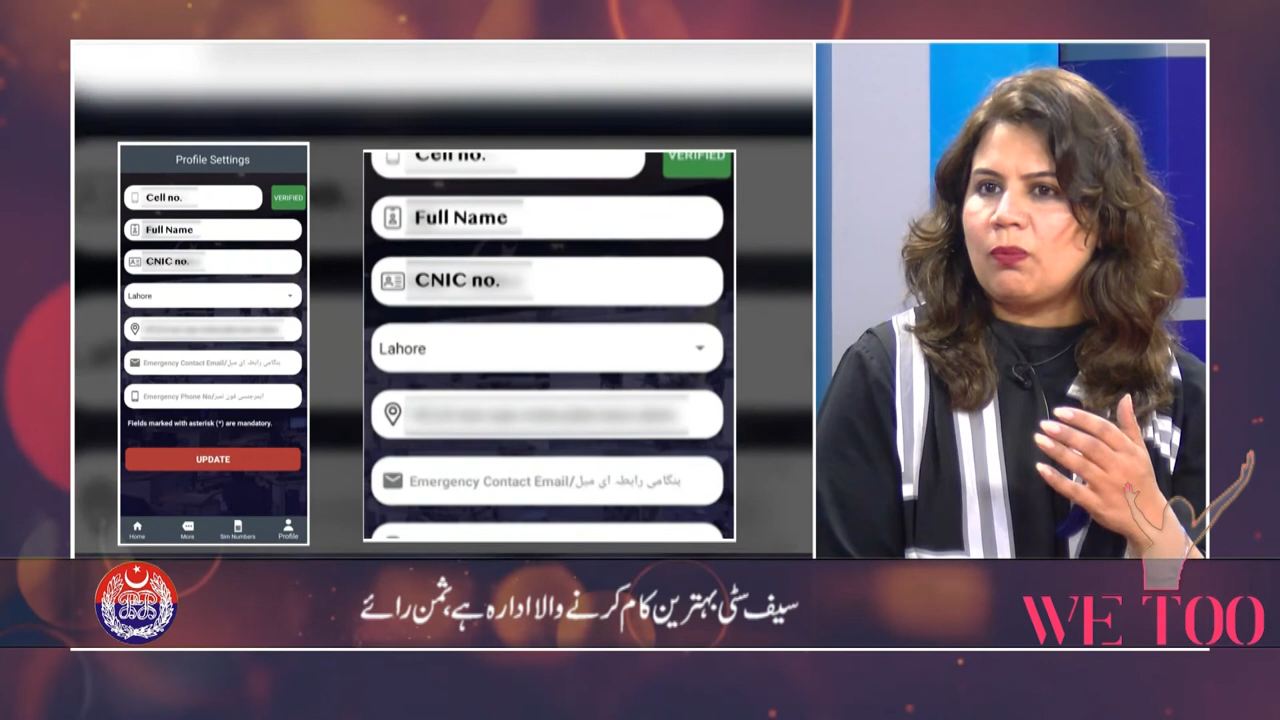 Profile Settings
Cell no.
VERIFIED
Full Name
CNIC no.
Lahore
Emergency Contact Email/ہنگامی رابطہ ای میل
Emergency Phone No/ایمرجنسی فون نمبر
Fields marked with asterisk (*) are mandatory.
UPDATE
Home
More
Sim Numbers
Profile
Cell no.
VERIFIED
Full Name
CNIC no.
Lahore
Emergency Contact Email/ہنگامی رابطہ ای میل
سیف سٹی بہترین کام کرنے والا ادارہ ہے، ثمن رائے
WE TOO